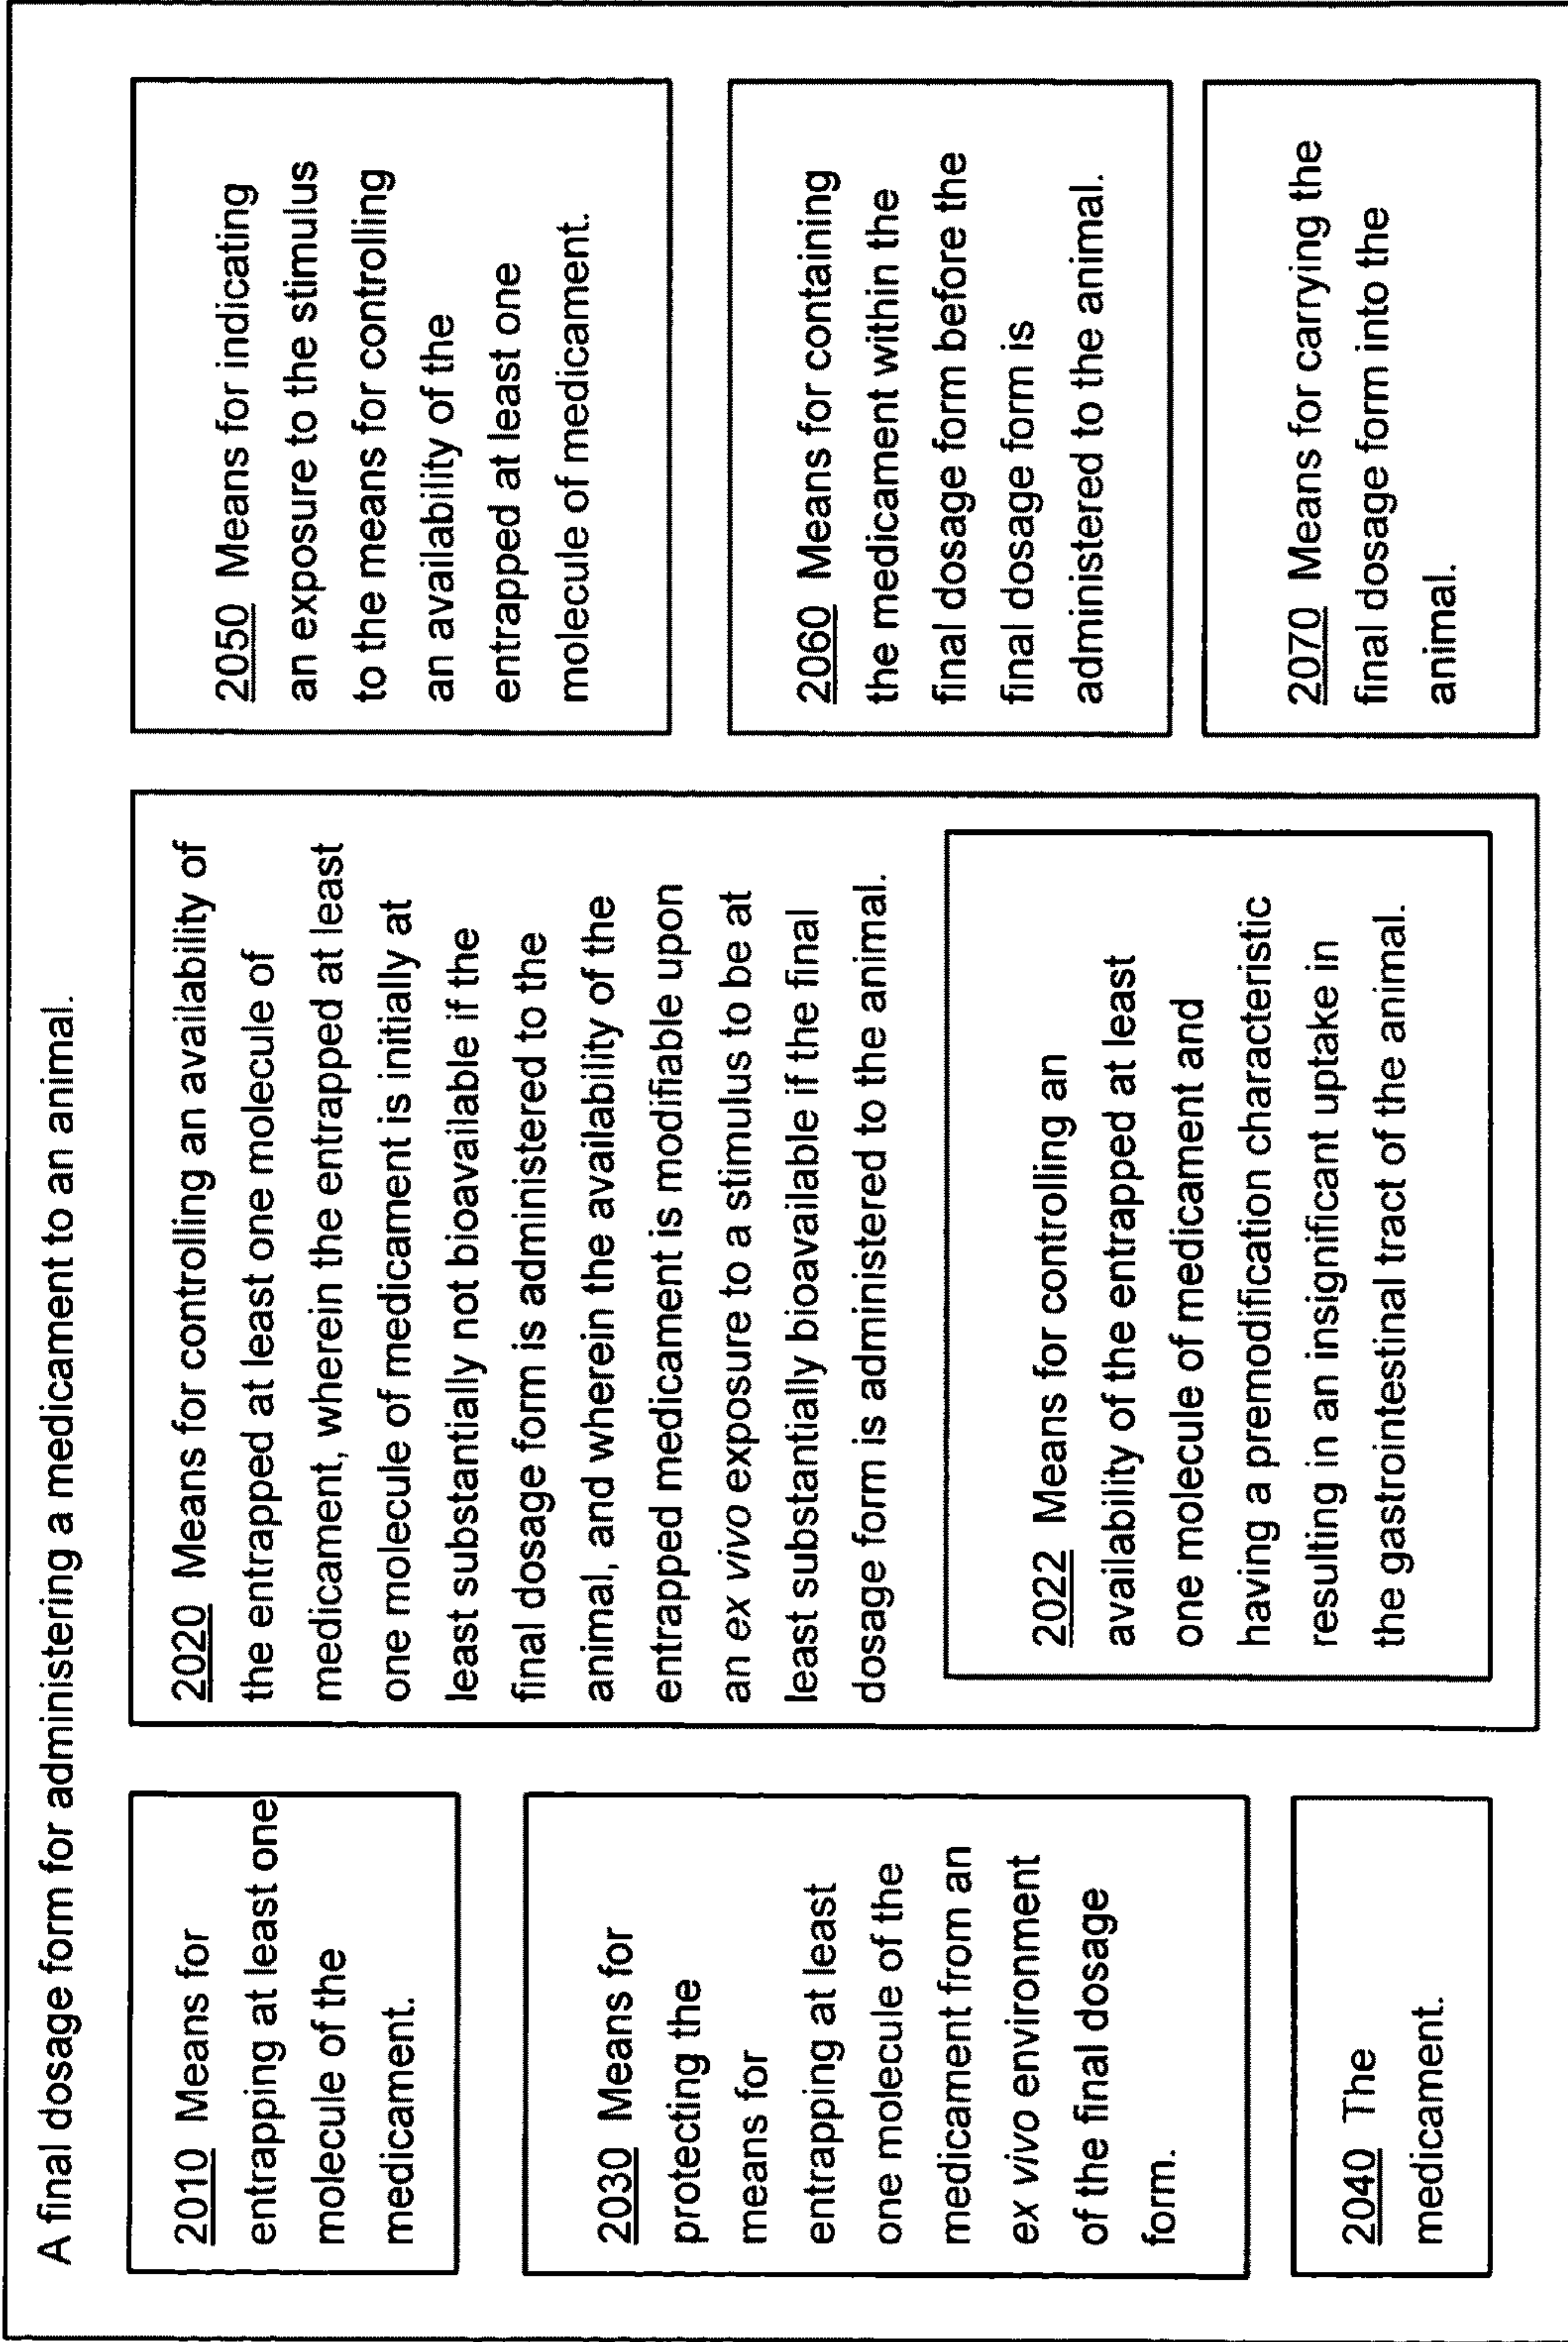 A final dosage form for administering a medicament to an animal.
2010 Means for
entrapping at least one
molecule of the
medicament.
2030 Means for
protecting the
means for
entrapping at least
one molecule of the
medicament from an
ex vivo environment
of the final dosage
form.
2040 The
medicament.
2020 Means for controlling an availability of
the entrapped at least one molecule of
medicament, wherein the entrapped at least
one molecule of medicament is initially at
least substantially not bioavailable if the
final dosage form is administered to the
animal, and wherein the availability of the
entrapped medicament is modifiable upon
an ex vivo exposure to a stimulus to be at
least substantially bioavailable if the final
dosage form is administered to the animal.
2022 Means for controlling an
availability of the entrapped at least
one molecule of medicament and
having a premodification characteristic
resulting in an insignificant uptake in
the gastrointestinal tract of the animal.
2050 Means for indicating
an exposure to the stimulus
to the means for controlling
an availability of the
entrapped at least one
molecule of medicament.
2060 Means for containing
the medicament within the
final dosage form before the
final dosage form is
administered to the animal.
2070 Means for carrying the
final dosage form into the
animal.